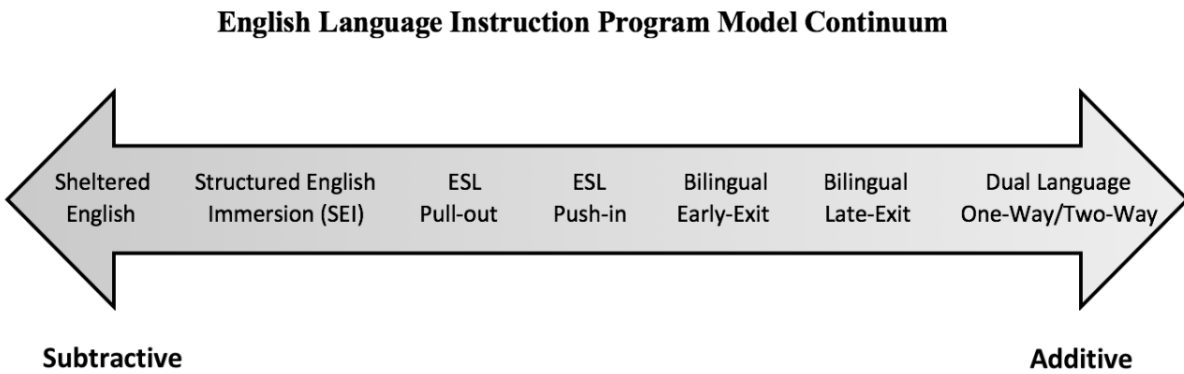 English Language Instruction Program Model Continuum
Sheltered English
Structured English Immersion (SEI)
ESL Pull-out
ESL Push-in
Bilingual Early-Exit
Bilingual Late-Exit
Dual Language One-Way/Two-Way
Subtractive
Additive